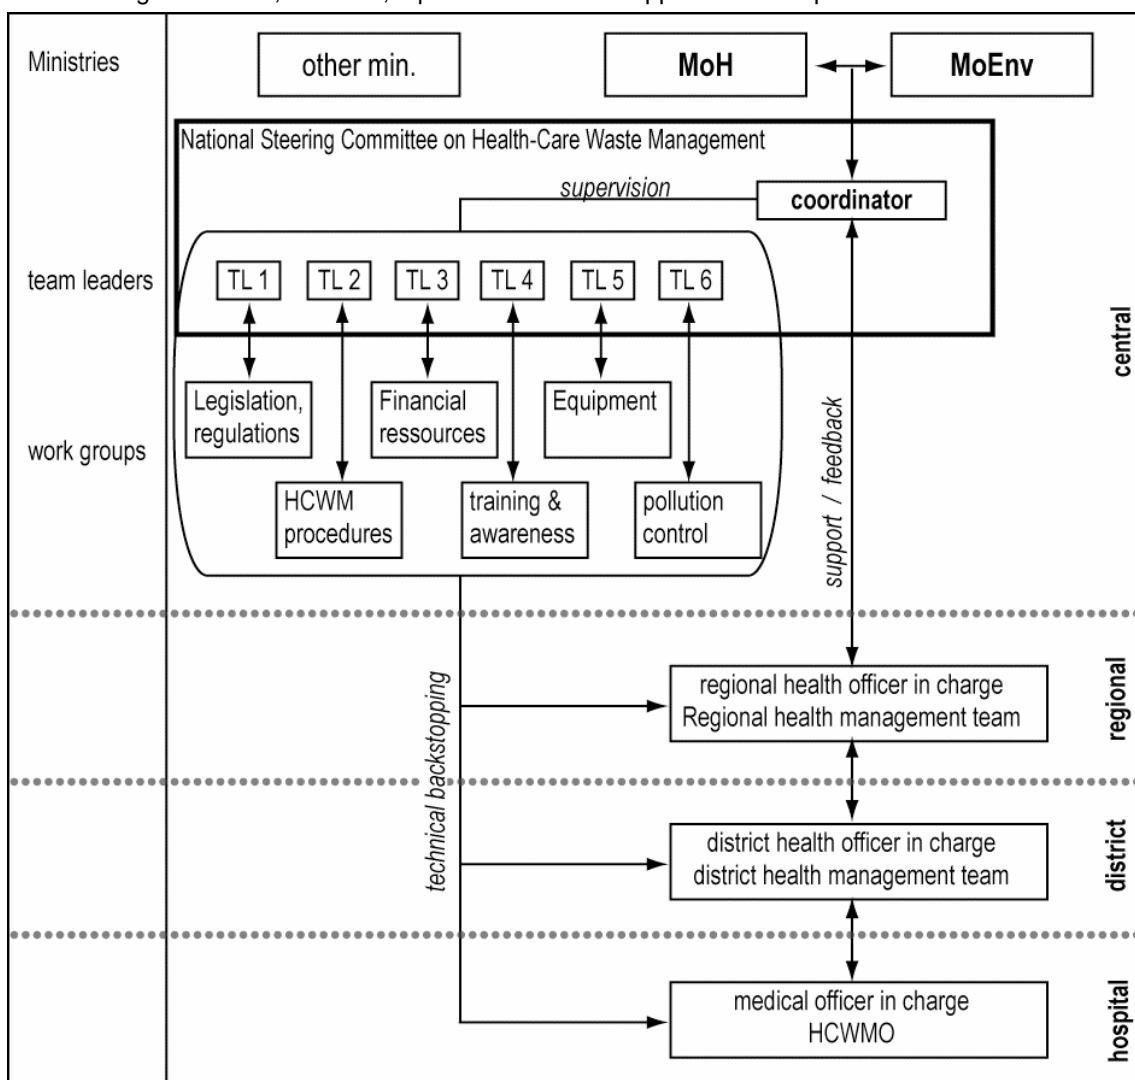 Ministries
other min.
MoH
MoEnv
National Steering Committee on Health-Care Waste Management
supervision
coordinator
team leaders
TL 1
TL 2
TL 3
TL 4
TL 5
TL 6
central
work groups
Legislation,
regulations
Financial
ressources
Equipment
HCWM
procedures
training &
awareness
pollution
control
support / feedback
technical backstopping
regional health officer in charge
Regional health management team
regional
district health officer in charge
district health management team
district
medical officer in charge
HCWMO
hospital